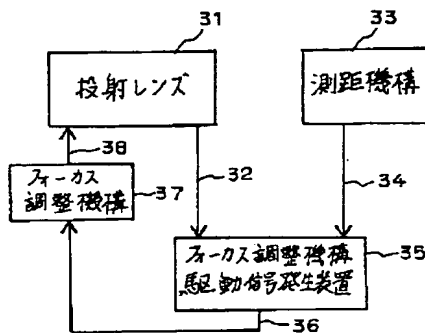 31
投射レンズ
33
測距機構
38
フォーカス
調整機構
37
32
34
フォーカス調整機構
駆動信号発生装置
35
36